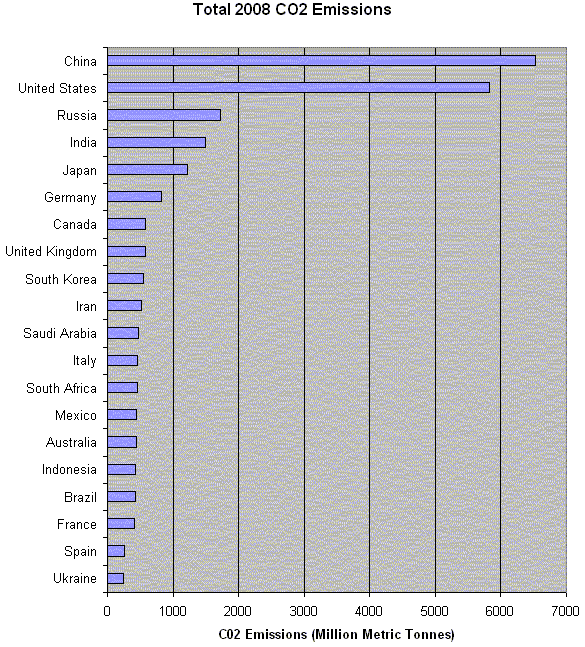 Total 2008 CO2 Emissions
China
United States
Russia
India
Japan
Germany
Canada
United Kingdom
South Korea
Iran
Saudi Arabia
Italy
South Africa
Mexico
Australia
Indonesia
Brazil
France
Spain
Ukraine
0 1000 2000 3000 4000 5000 6000 7000
C02 Emissions (Million Metric Tonnes)